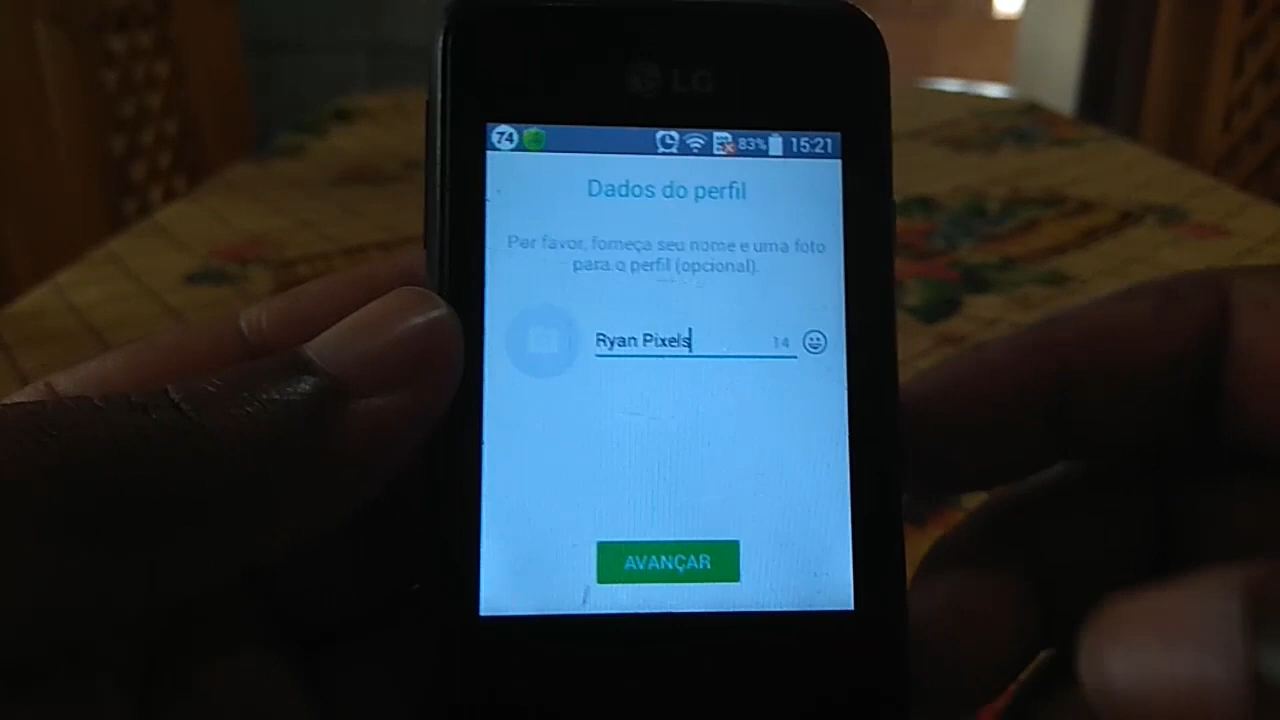 LG
74
83% 15:21
Dados do perfil
Por favor, forneça seu nome e uma foto
para o perfil (opcional).
Ryan Pixels 14
AVANÇAR